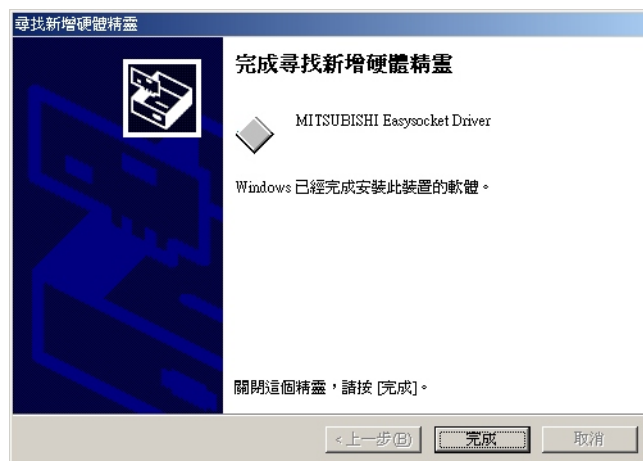 尋找新增硬體精靈
完成尋找新增硬體精靈
MITSUBISHI Easysocket Driver
Windows 已經完成安裝此裝置的軟體。
關閉這個精靈，請按 [完成]。
<上一步(B)
完成
取消